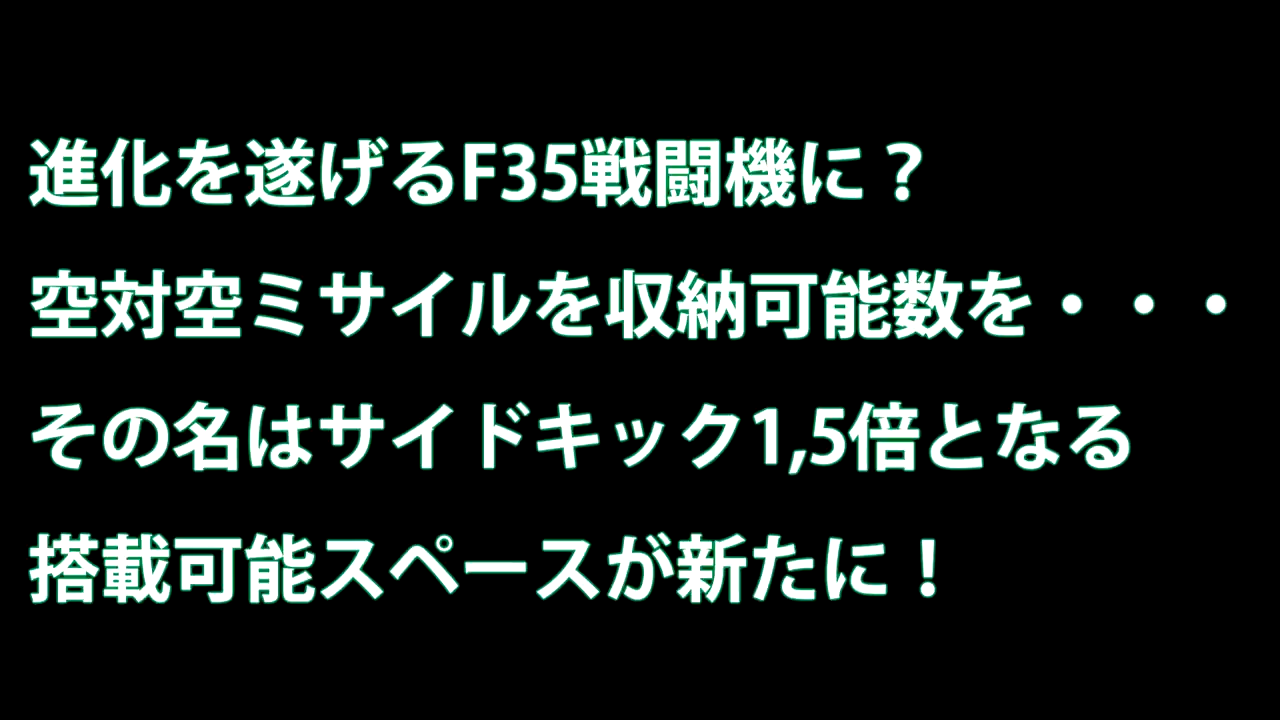 進化を遂げるF35戦闘機に？
空対空ミサイルを収納可能数を・・・
その名はサイドキック1,5倍となる
搭載可能スペースが新たに！